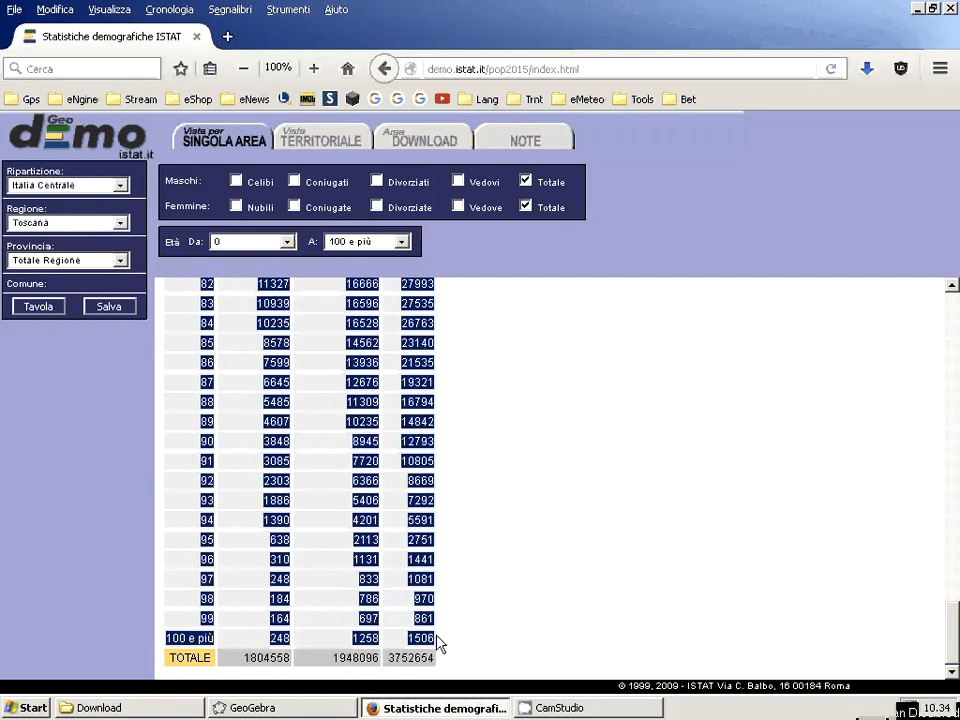 File Modifica Visualizza Cronologia Segnalibri Strumenti Aiuto
Statistiche demografiche ISTAT
Cerca 100% demo.istat.it/pop2015/index.html
Gps eNgine Stream eShop eNews Lang Trnt eMeteo Tools Bet
Geo demo istat.it
Vista per SINGOLA AREA
Vista TERRITORIALE
Area DOWNLOAD
NOTE
Ripartizione:
Italia Centrale
Regione:
Toscana
Provincia:
Totale Regione
Comune:
Tavola Salva
Maschi: Celibi Coniugati Divorziati Vedovi Totale
Femmine: Nubili Coniugate Divorziate Vedove Totale
Età Da: 0 A: 100 e più
82 11327 16666 27993
83 10939 16596 27535
84 10235 16528 26763
85 8578 14562 23140
86 7599 13936 21535
87 6645 12676 19321
88 5485 11309 16794
89 4607 10235 14842
90 3848 8945 12793
91 3085 7720 10805
92 2303 6366 8669
93 1886 5406 7292
94 1390 4201 5591
95 638 2113 2751
96 310 1131 1441
97 248 833 1081
98 184 786 970
99 164 697 861
100 e più 248 1258 1506
TOTALE 1804558 1948096 3752654
© 1999, 2009 - ISTAT Via C. Balbo, 16 00184 Roma
Start Download GeoGebra Statistiche demografi... CamStudio 10.34